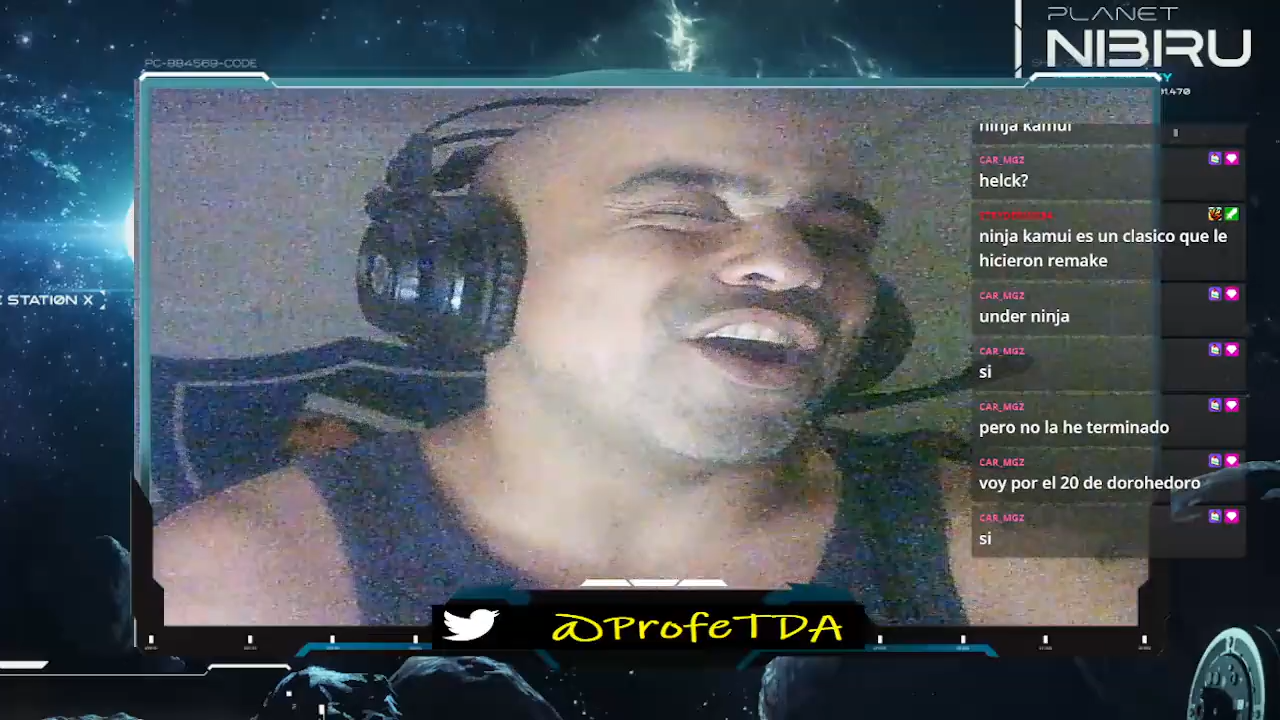 PLANET
NIBIRU
PC-884569-CODE
91.470
E STATION X
ninja kamui
CAR_MGZ
helck?
ninja kamui es un clasico que le
hicieron remake
CAR_MGZ
under ninja
CAR_MGZ
si
CAR_MGZ
pero no la he terminado
CAR_MGZ
voy por el 20 de dorohedoro
CAR_MGZ
si
@ProfeTDA